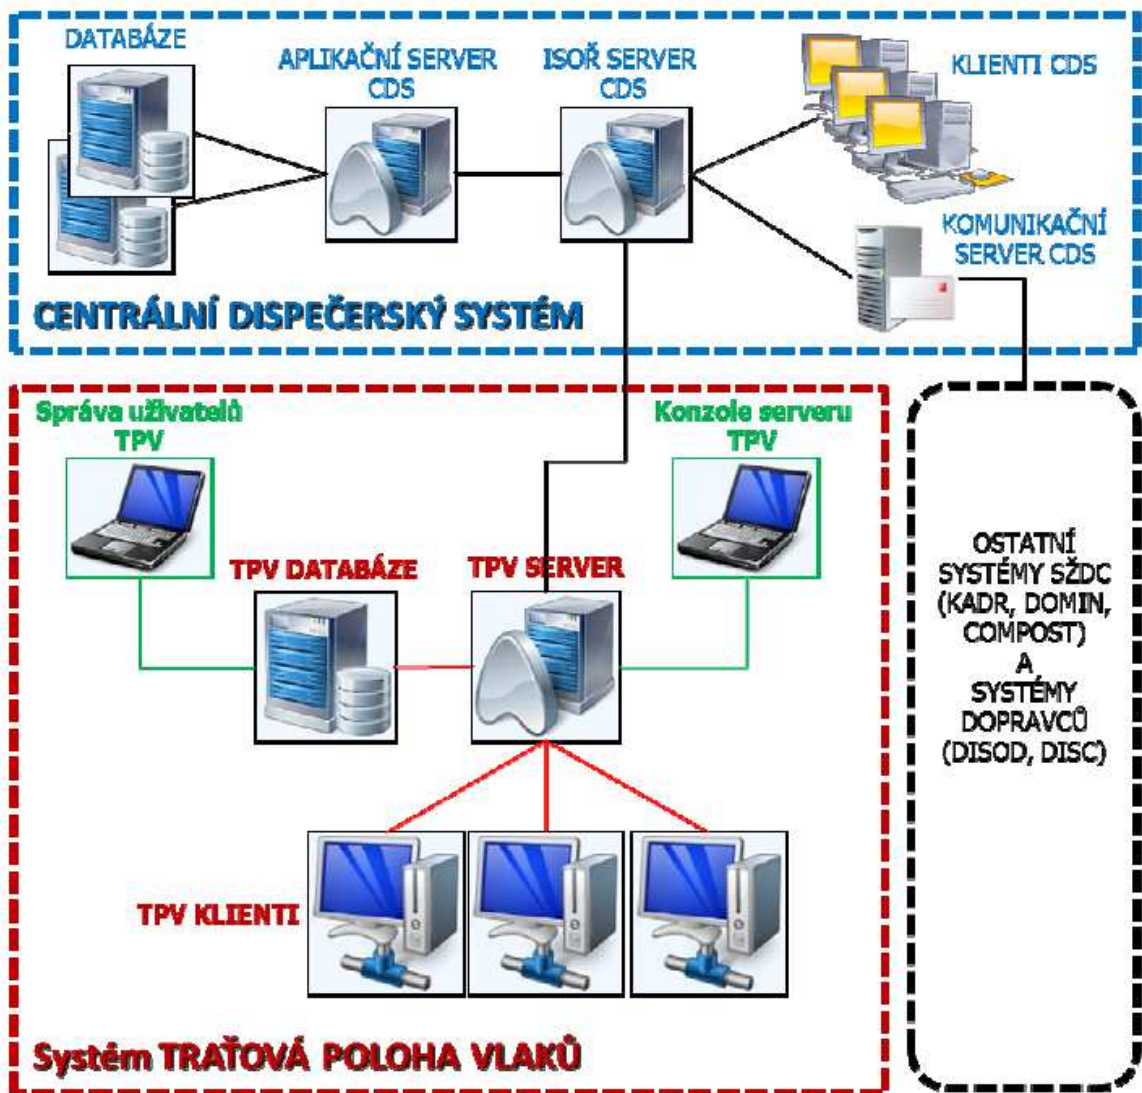 DATABÁZE
APLIKAČNÍ SERVER
CDS
ISOŘ SERVER
CDS
KLIENTI CDS
KOMUNIKAČNÍ
SERVER CDS
CENTRÁLNÍ DISPEČERSKÝ SYSTÉM
Správa uživatelů
TPV
Konzole serveru
TPV
TPV DATABÁZE
TPV SERVER
TPV KLIENTI
Systém TRAŤOVÁ POLOHA VLAKŮ
OSTATNÍ
SYSTÉMY SŽDC
(KADR, DOMIN,
COMPOST)
A
SYSTÉMY
DOPRAVCŮ
(DISOD, DISC)